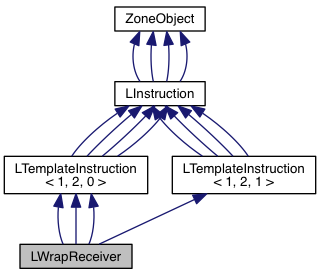 ZoneObject
LInstruction
LTemplateInstruction
< 1, 2, 0 >
LTemplateInstruction
< 1, 2, 1 >
LWrapReceiver